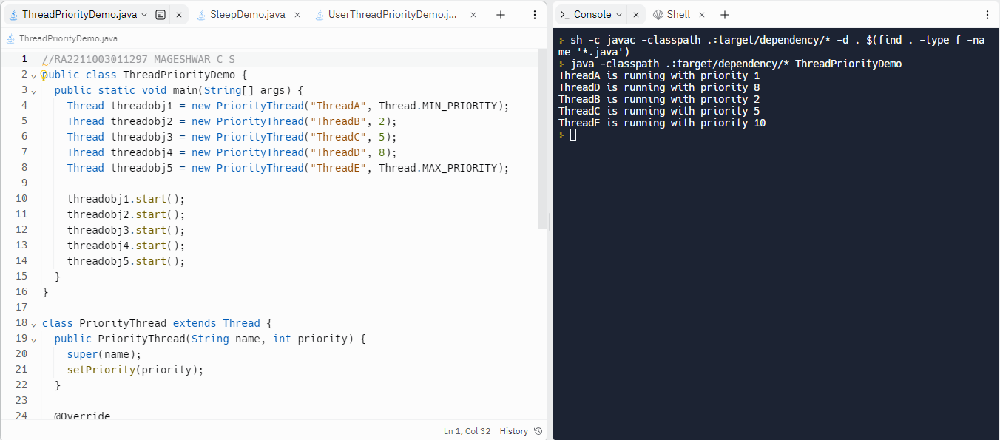 ThreadPriorityDemo.java
SleepDemo.java
UserThreadPriorityDemo.j...
ThreadPriorityDemo.java
1 //RA2211003011297 MAGESHWAR C S
2 public class ThreadPriorityDemo {
3 public static void main(String[] args) {
4 Thread threadobj1 = new PriorityThread("ThreadA", Thread.MIN_PRIORITY);
5 Thread threadobj2 = new PriorityThread("ThreadB", 2);
6 Thread threadobj3 = new PriorityThread("ThreadC", 5);
7 Thread threadobj4 = new PriorityThread("ThreadD", 8);
8 Thread threadobj5 = new PriorityThread("ThreadE", Thread.MAX_PRIORITY);
9
10 threadobj1.start();
11 threadobj2.start();
12 threadobj3.start();
13 threadobj4.start();
14 threadobj5.start();
15 }
16 }
17
18 class PriorityThread extends Thread {
19 public PriorityThread(String name, int priority) {
20 super(name);
21 setPriority(priority);
22 }
23
24 @Override
Ln 1, Col 32 History
Console
Shell
sh -c javac -classpath .:target/dependency/* -d . $(find . -type f -na
me '*.java')
java -classpath .:target/dependency/* ThreadPriorityDemo
ThreadA is running with priority 1
ThreadD is running with priority 8
ThreadB is running with priority 2
ThreadC is running with priority 5
ThreadE is running with priority 10